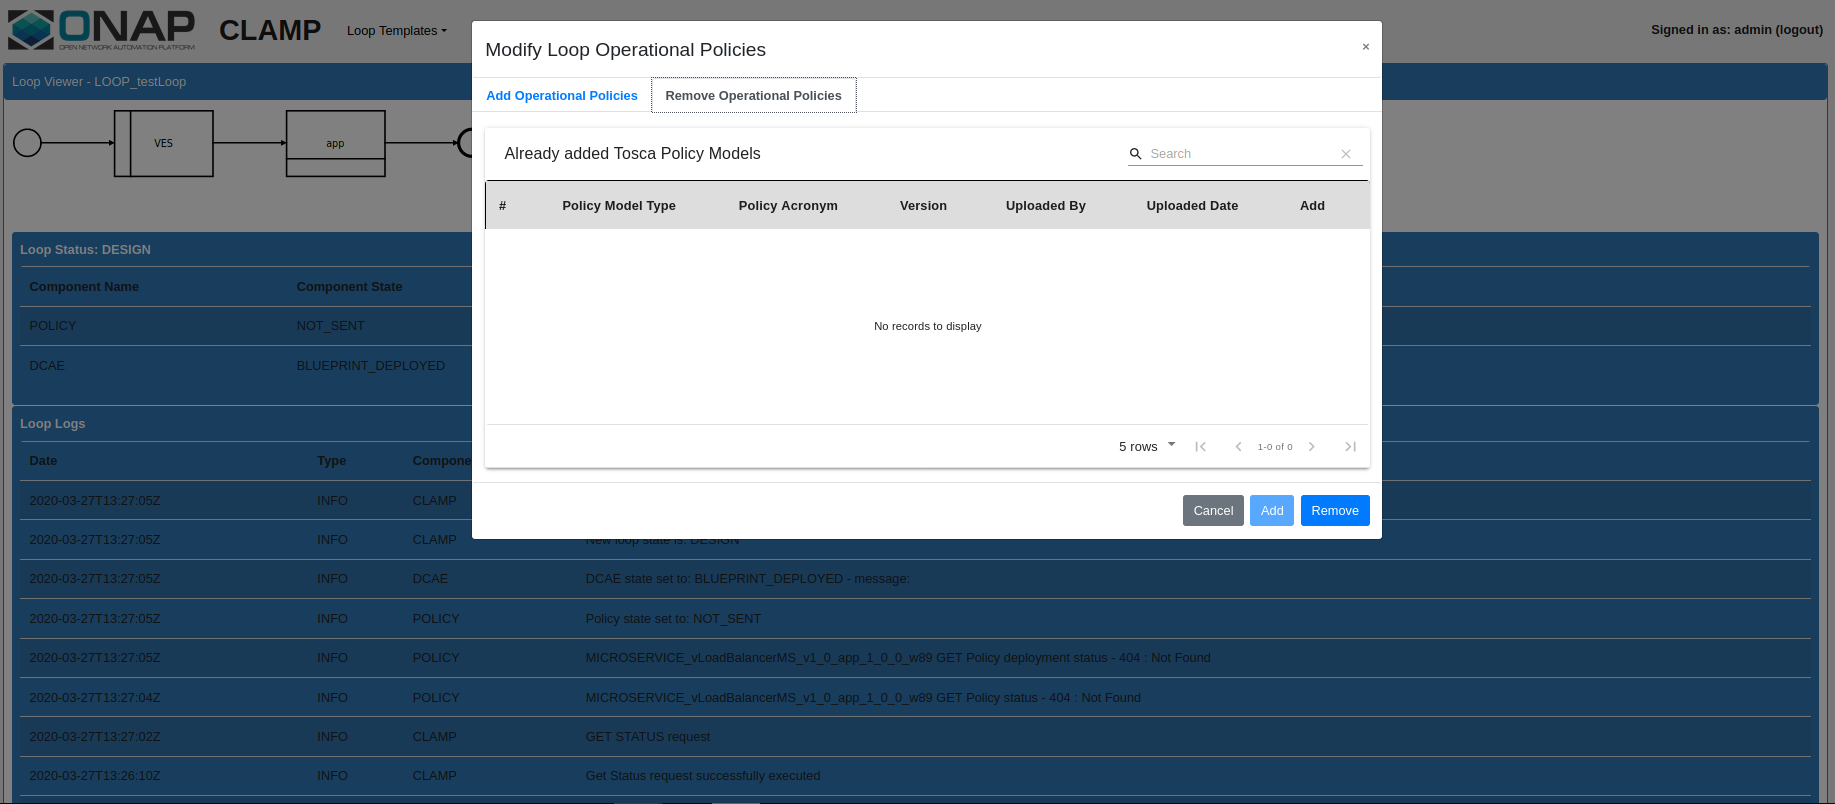 ONAP
OPEN NETWORK AUTOMATION PLATFORM
CLAMP
Loop Templates
Signed in as: admin (logout)
Loop Viewer - LOOP_testLoop
VES
app
Modify Loop Operational Policies
×
Add Operational Policies Remove Operational Policies
Already added Tosca Policy Models
Search
# Policy Model Type Policy Acronym Version Uploaded By Uploaded Date Add
No records to display
5 rows 1-0 of 0
Cancel Add Remove
Loop Status: DESIGN
Component Name Component State
POLICY NOT_SENT
DCAE BLUEPRINT_DEPLOYED
Loop Logs
Date Type Compone
2020-03-27T13:27:05Z INFO CLAMP
2020-03-27T13:27:05Z INFO CLAMP New loop state is: DESIGN
2020-03-27T13:27:05Z INFO DCAE DCAE state set to: BLUEPRINT_DEPLOYED - message:
2020-03-27T13:27:05Z INFO POLICY Policy state set to: NOT_SENT
2020-03-27T13:27:05Z INFO POLICY MICROSERVICE_vLoadBalancerMS_v1_0_app_1_0_0_w89 GET Policy deployment status - 404 : Not Found
2020-03-27T13:27:04Z INFO POLICY MICROSERVICE_vLoadBalancerMS_v1_0_app_1_0_0_w89 GET Policy status - 404 : Not Found
2020-03-27T13:27:02Z INFO CLAMP GET STATUS request
2020-03-27T13:26:10Z INFO CLAMP Get Status request successfully executed